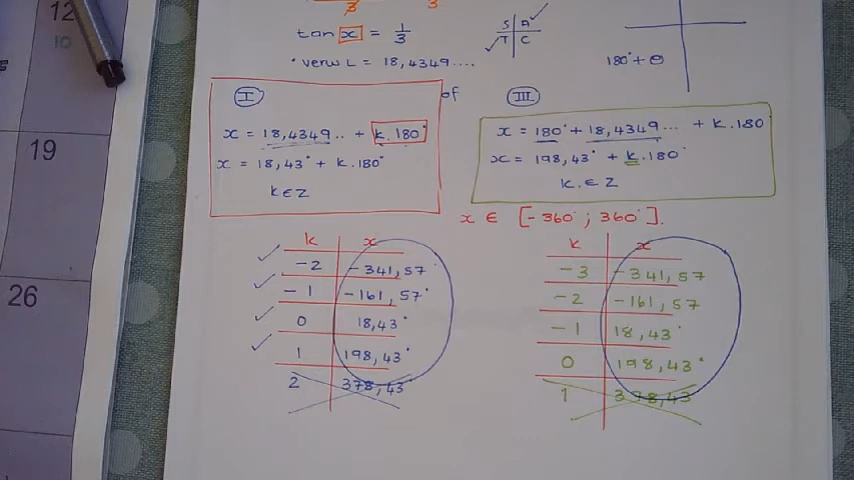 12
10
19
26
3 3
tan x = 1/3
S A
T C
• verw L = 18,4349....
180° + θ
I
of
III
x = 18,4349.. + k.180°
x = 18,43° + k.180°
k ∈ Z
x = 180° + 18,4349... + k.180
x = 198,43° + k.180°
k. ∈ Z
x ∈ [-360° ; 360°].
k x
-2 -341,57°
-1 -161,57°
0 18,43°
1 198,43°
2 378,43°
k x
-3 -341,57
-2 -161,57
-1 18,43°
0 198,43°
1 378,43